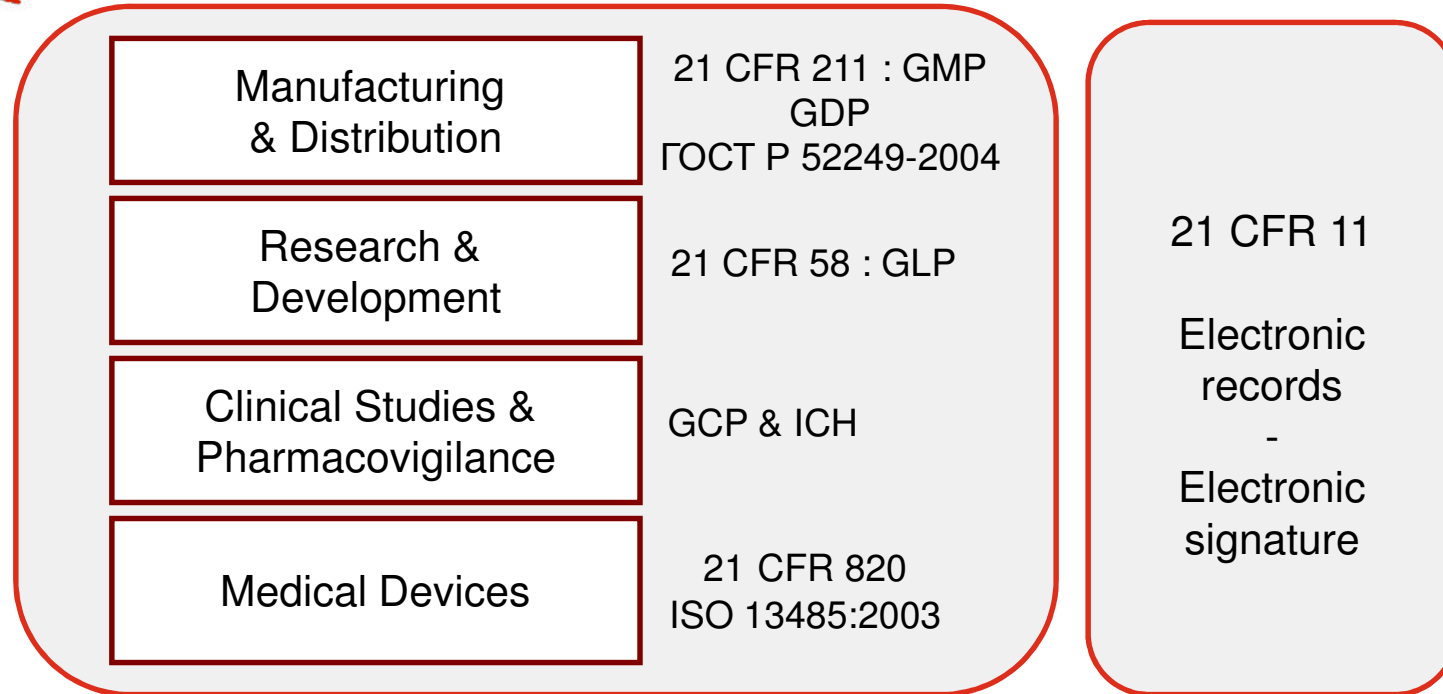 Manufacturing
& Distribution
21 CFR 211 : GMP
GDP
ГОСТ Р 52249-2004
Research &
Development
21 CFR 58 : GLP
Clinical Studies &
Pharmacovigilance
GCP & ICH
Medical Devices
21 CFR 820
ISO 13485:2003
21 CFR 11
Electronic
records
-
Electronic
signature